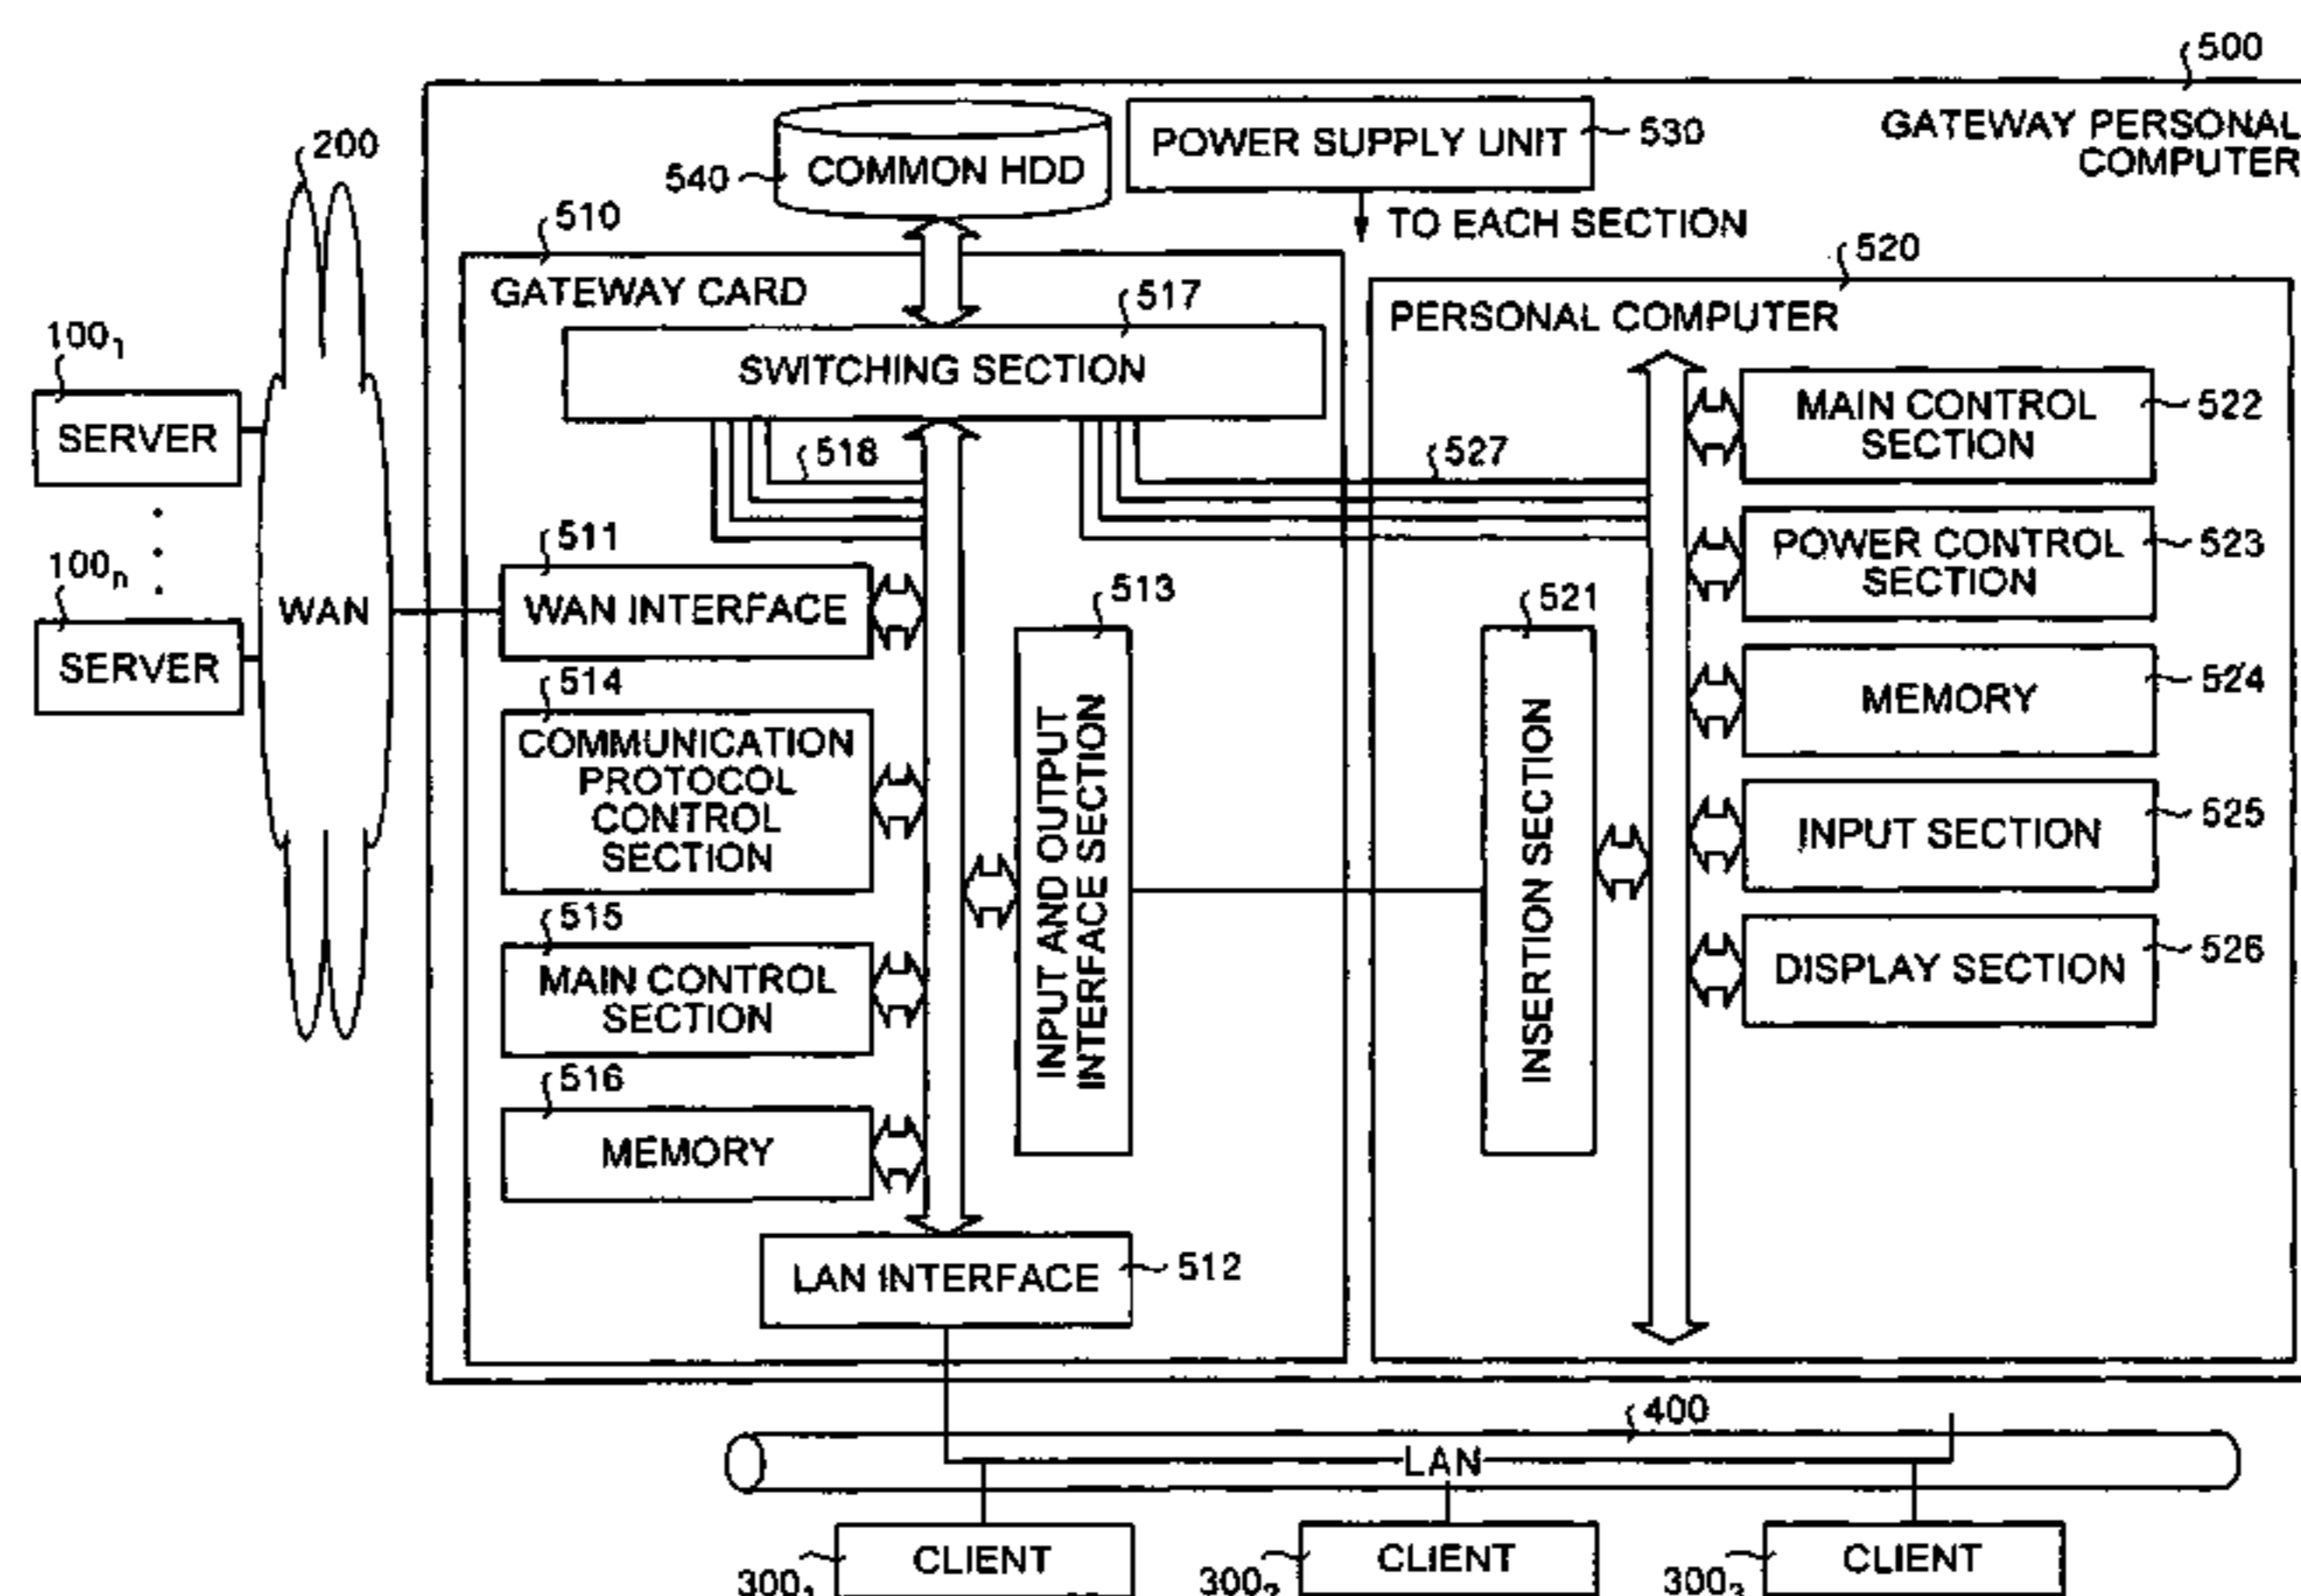 500
GATEWAY PERSONAL
COMPUTER
200
540
COMMON HDD
POWER SUPPLY UNIT
530
TO EACH SECTION
510
GATEWAY CARD
517
SWITCHING SECTION
520
PERSONAL COMPUTER
100₁
SERVER
100ₙ
SERVER
WAN
518
527
511
WAN INTERFACE
513
INPUT AND OUTPUT
INTERFACE SECTION
514
COMMUNICATION
PROTOCOL
CONTROL
SECTION
515
MAIN CONTROL
SECTION
516
MEMORY
LAN INTERFACE
512
521
INSERTION SECTION
MAIN CONTROL
SECTION
522
POWER CONTROL
SECTION
523
MEMORY
524
INPUT SECTION
525
DISPLAY SECTION
526
400
LAN
300₁
CLIENT
300₂
CLIENT
300₃
CLIENT